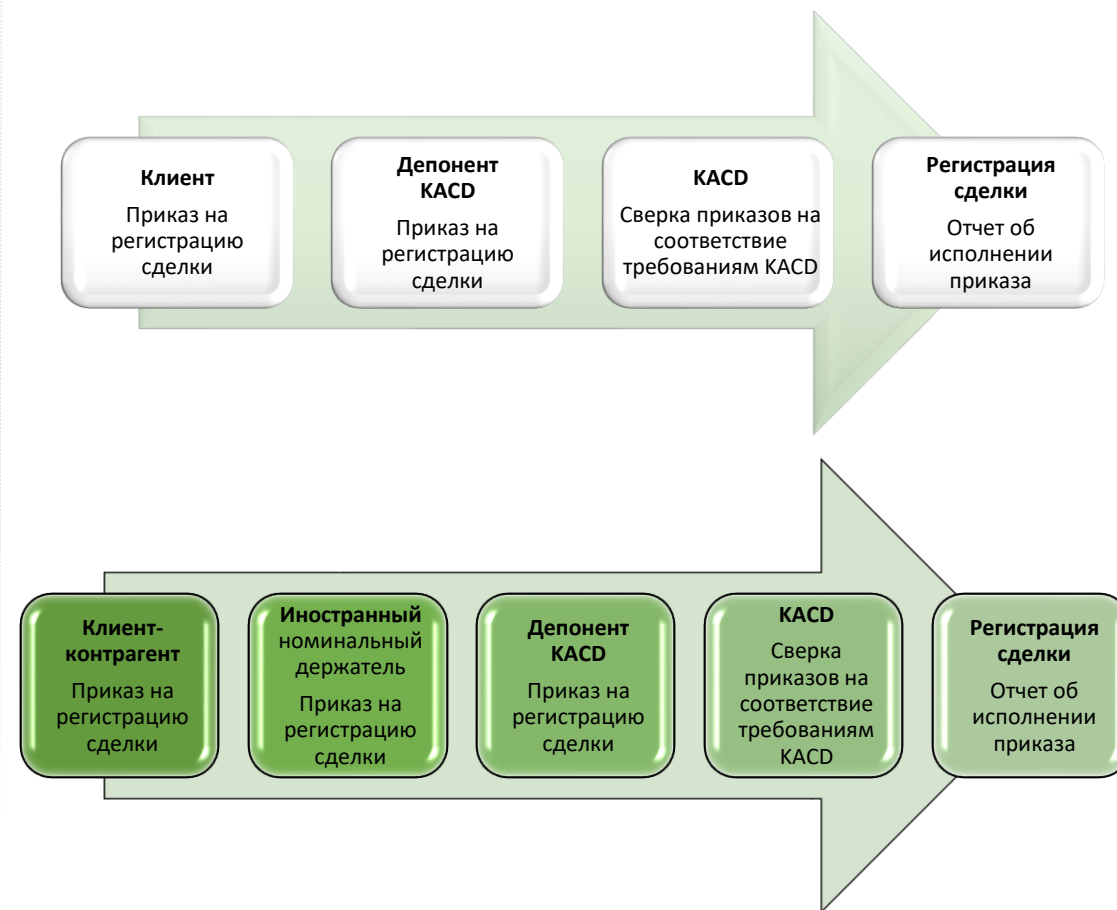 Клиент
Приказ на
регистрацию
сделки
Депонент
KACD
Приказ на
регистрацию
сделки
KACD
Сверка приказов на
соответствие
требованиям KACD
Регистрация
сделки
Отчет об
исполнении
приказа
Клиент-
контрагент
Приказ на
регистрацию
сделки
Иностранный
номинальный
держатель
Приказ на
регистрацию
сделки
Депонент
KACD
Приказ на
регистрацию
сделки
KACD
Сверка
приказов на
соответствие
требованиям
KACD
Регистрация
сделки
Отчет об
исполнении
приказа